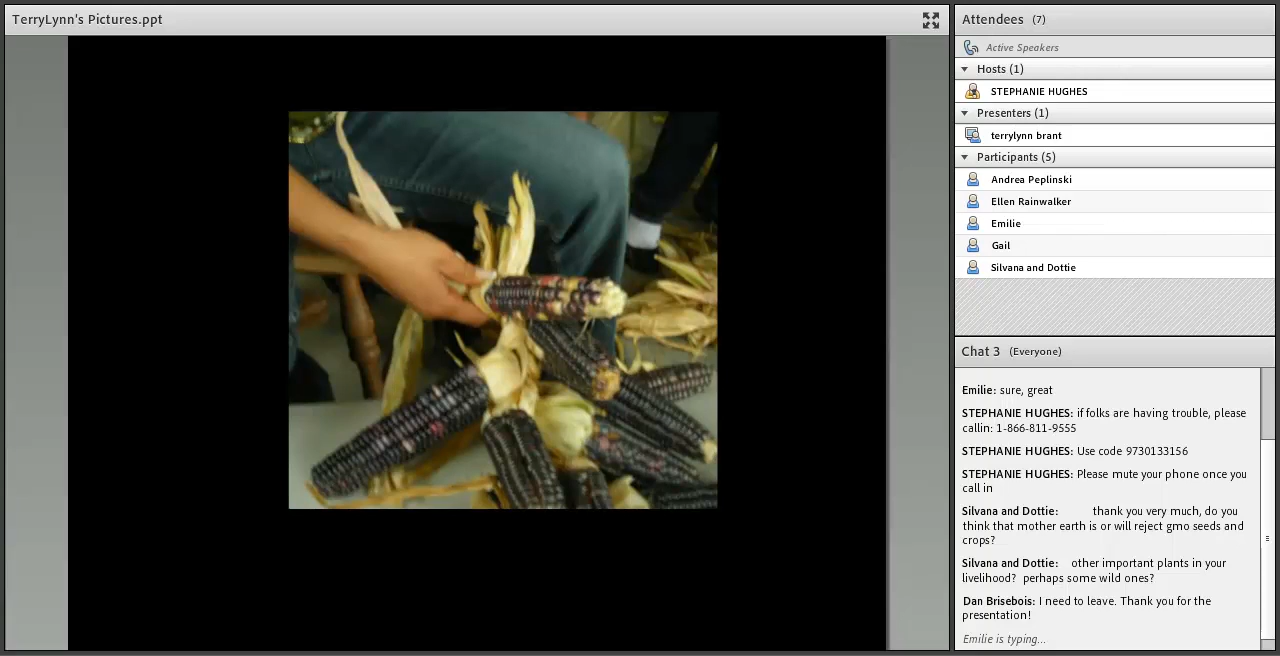 TerryLynn's Pictures.ppt
Attendees (7)
Active Speakers
Hosts (1)
STEPHANIE HUGHES
Presenters (1)
terrylynn brant
Participants (5)
Andrea Peplinski
Ellen Rainwalker
Emilie
Gail
Silvana and Dottie
Chat 3 (Everyone)
Emilie: sure, great
STEPHANIE HUGHES: if folks are having trouble, please
callin: 1-866-811-9555
STEPHANIE HUGHES: Use code 9730133156
STEPHANIE HUGHES: Please mute your phone once you
call in
Silvana and Dottie: thank you very much, do you
think that mother earth is or will reject gmo seeds and
crops?
Silvana and Dottie: other important plants in your
livelihood? perhaps some wild ones?
Dan Brisebois: I need to leave. Thank you for the
presentation!
Emilie is typing...